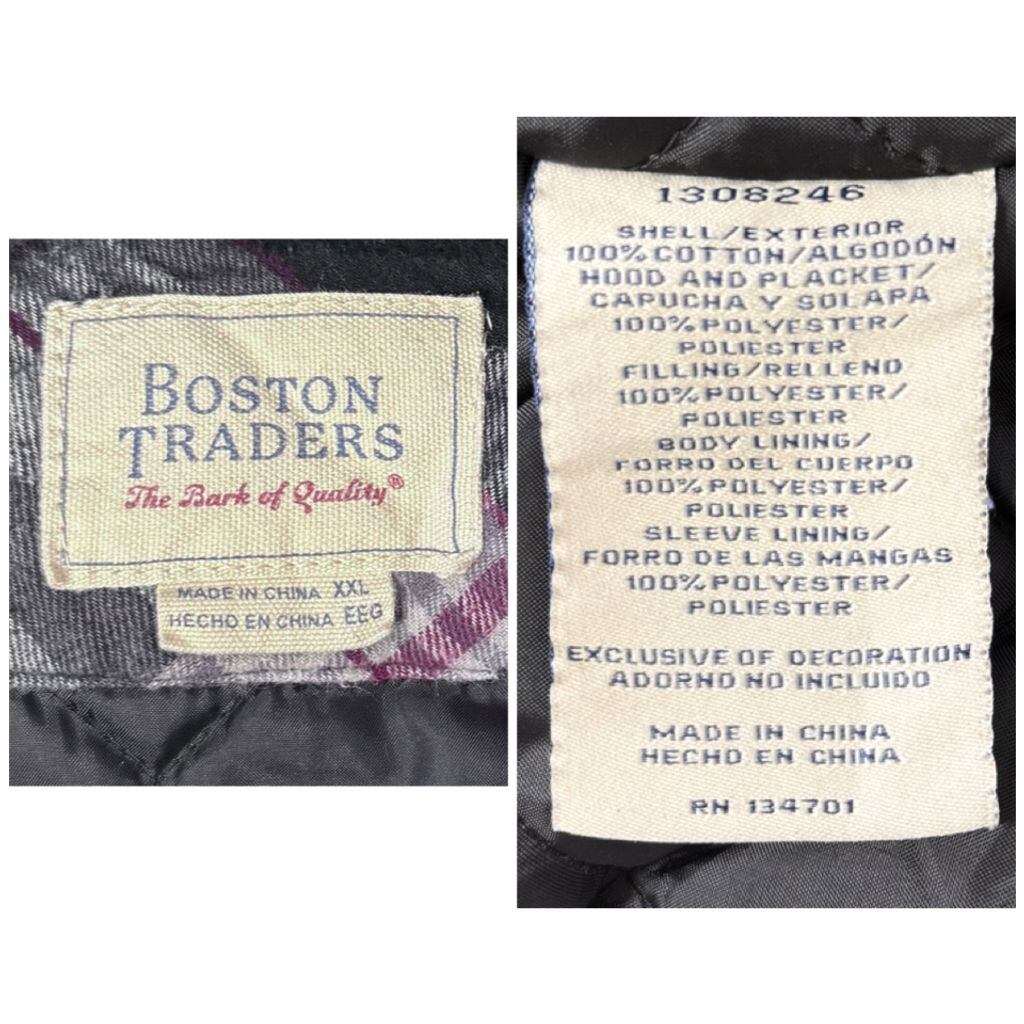 BOSTON
TRADERS
The Bark of Quality®
MADE IN CHINA XXL
HECHO EN CHINA EEG
1308246
SHELL/EXTERIOR
100% COTTON/ALGODÓN
HOOD AND PLACKET/
CAPUCHA Y SOLAPA
100% POLYESTER/
POLIESTER
FILLING/RELLENO
100% POLYESTER/
POLIESTER
BODY LINING/
FORRO DEL CUERPO
100% POLYESTER/
POLIESTER
SLEEVE LINING/
FORRO DE LAS MANGAS
100% POLYESTER/
POLIESTER
EXCLUSIVE OF DECORATION
ADORNO NO INCLUIDO
MADE IN CHINA
HECHO EN CHINA
RN 134701